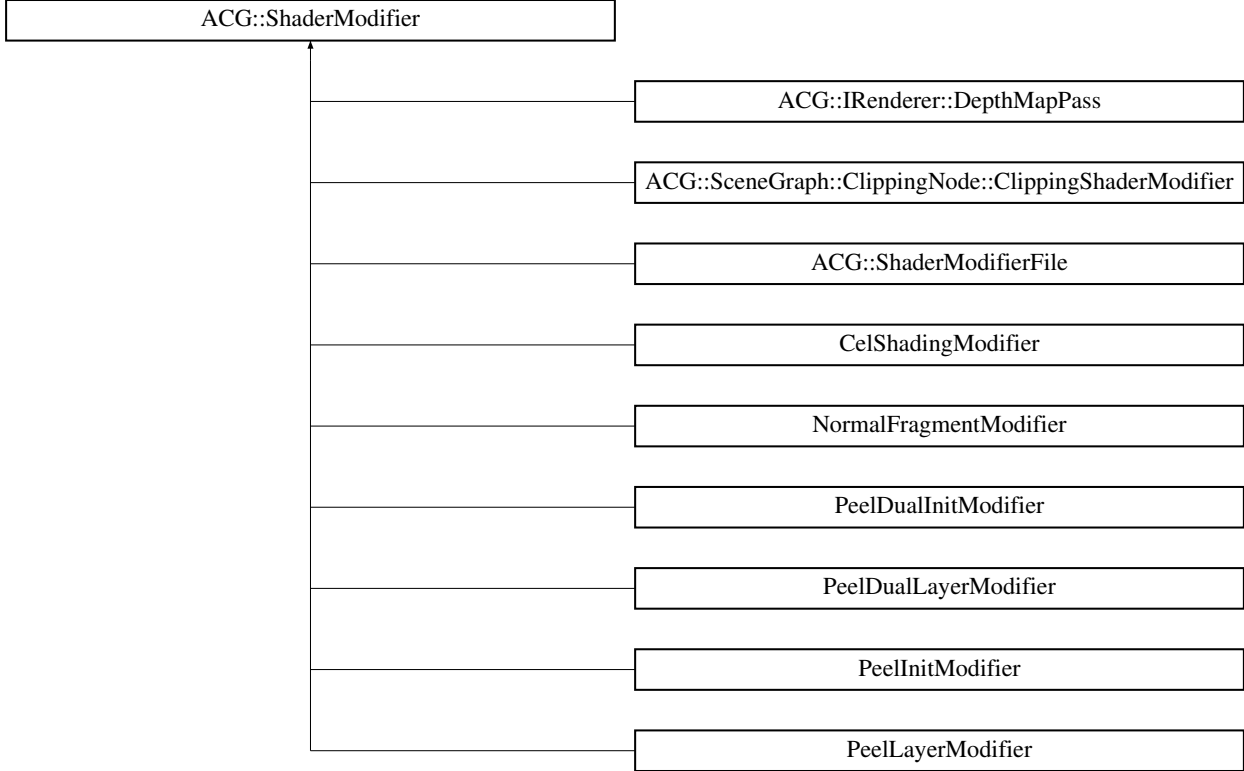 ACG::ShaderModifier
ACG::IRenderer::DepthMapPass
ACG::SceneGraph::ClippingNode::ClippingShaderModifier
ACG::ShaderModifierFile
CelShadingModifier
NormalFragmentModifier
PeelDualInitModifier
PeelDualLayerModifier
PeelInitModifier
PeelLayerModifier